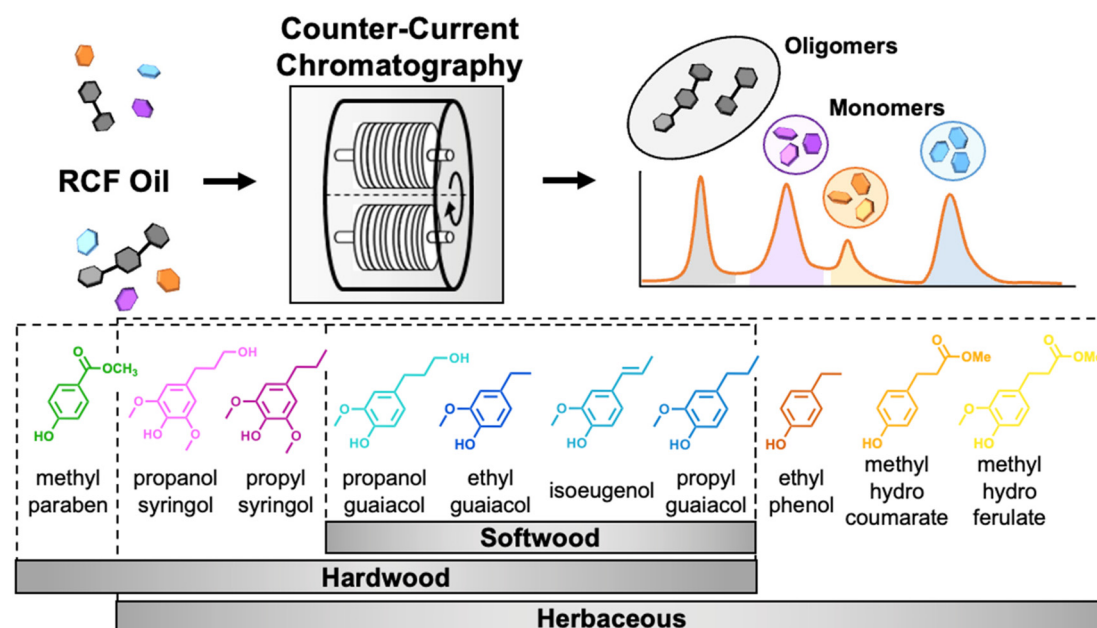 Counter-Current
Chromatography
RCF Oil
Oligomers
Monomers
O
OCH3
HO
methyl
paraben
OH
O
HO
O
propanol
syringol
O
HO
O
propyl
syringol
OH
O
HO
propanol
guaiacol
O
HO
ethyl
guaiacol
O
HO
isoeugenol
O
HO
propyl
guaiacol
HO
ethyl
phenol
O
OMe
HO
methyl
hydro
coumarate
O
OMe
O
HO
methyl
hydro
ferulate
Softwood
Hardwood
Herbaceous